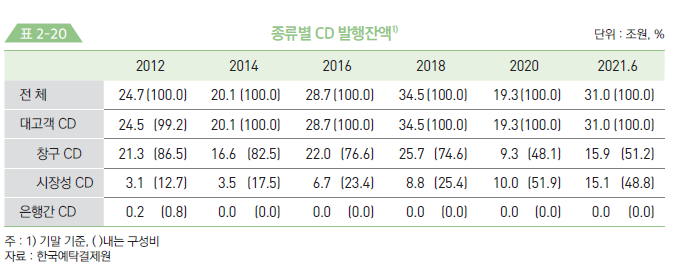 표 2-20 종류별 CD 발행잔액1) 단위 : 조원, %
2012 2014 2016 2018 2020 2021.6
전 체 24.7 (100.0) 20.1 (100.0) 28.7 (100.0) 34.5 (100.0) 19.3 (100.0) 31.0 (100.0)
대고객 CD 24.5 (99.2) 20.1 (100.0) 28.7 (100.0) 34.5 (100.0) 19.3 (100.0) 31.0 (100.0)
창구 CD 21.3 (86.5) 16.6 (82.5) 22.0 (76.6) 25.7 (74.6) 9.3 (48.1) 15.9 (51.2)
시장성 CD 3.1 (12.7) 3.5 (17.5) 6.7 (23.4) 8.8 (25.4) 10.0 (51.9) 15.1 (48.8)
은행간 CD 0.2 (0.8) 0.0 (0.0) 0.0 (0.0) 0.0 (0.0) 0.0 (0.0) 0.0 (0.0)
주 : 1) 기말 기준, ( )내는 구성비
자료 : 한국예탁결제원